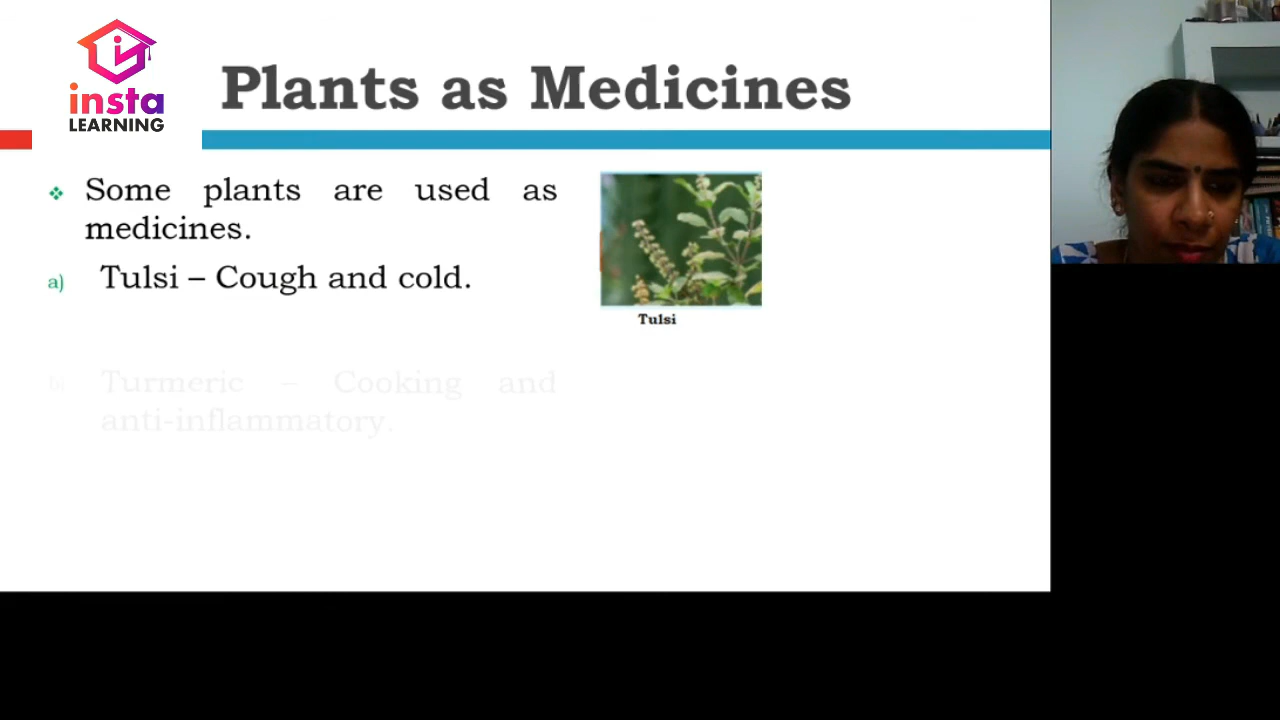 insta
LEARNING
Plants as Medicines
❖ Some plants are used as
medicines.
a) Tulsi – Cough and cold.
Tulsi
b) Turmeric – Cooking and
anti-inflammatory.